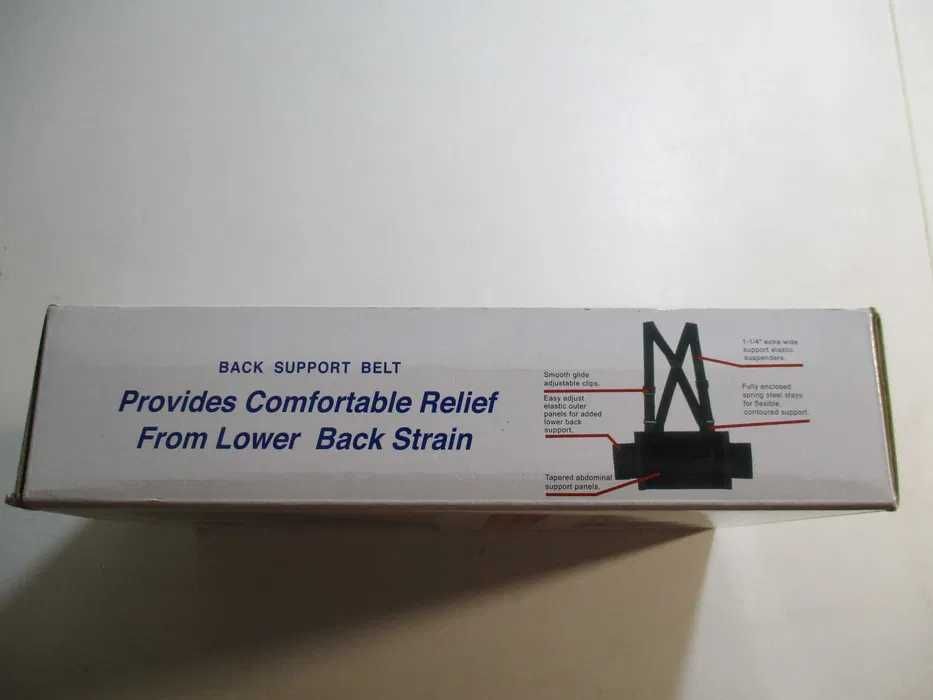 BACK SUPPORT BELT
Provides Comfortable Relief
From Lower Back Strain
Smooth glide
adjustable clips.
Easy adjust
elastic outer
panels for added
lower back
support.
Tapered abdominal
support panels.
1-1/4" extra wide
support elastic
suspenders.
Fully enclosed
spring steel stays
for flexible,
contoured support.